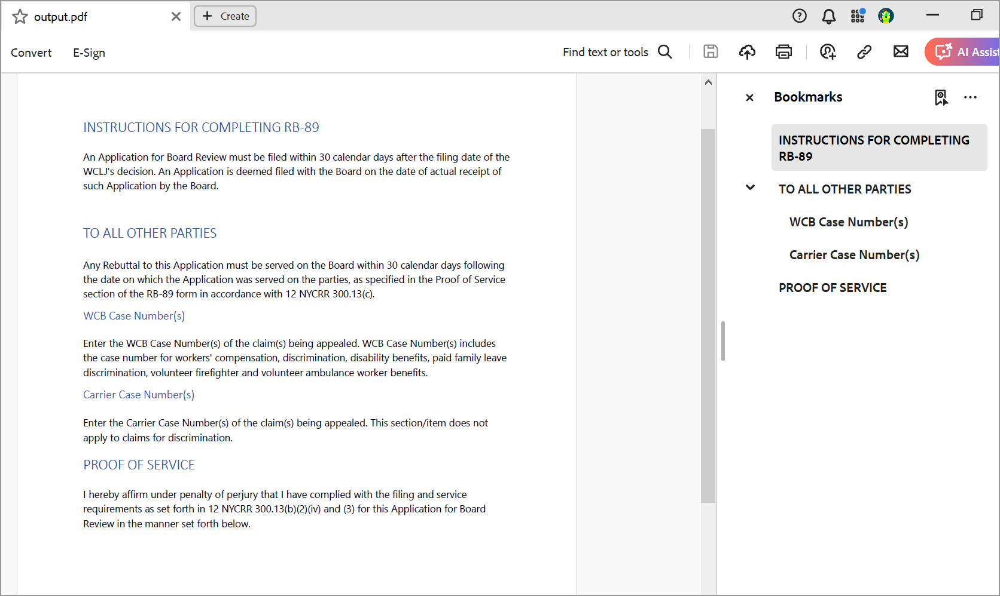 output.pdf
Create
Convert
E-Sign
Find text or tools
AI Assist
INSTRUCTIONS FOR COMPLETING RB-89
An Application for Board Review must be filed within 30 calendar days after the filing date of the
WCLJ's decision. An Application is deemed filed with the Board on the date of actual receipt of
such Application by the Board.
TO ALL OTHER PARTIES
Any Rebuttal to this Application must be served on the Board within 30 calendar days following
the date on which the Application was served on the parties, as specified in the Proof of Service
section of the RB-89 form in accordance with 12 NYCRR 300.13(c).
WCB Case Number(s)
Enter the WCB Case Number(s) of the claim(s) being appealed. WCB Case Number(s) includes
the case number for workers' compensation, discrimination, disability benefits, paid family leave
discrimination, volunteer firefighter and volunteer ambulance worker benefits.
Carrier Case Number(s)
Enter the Carrier Case Number(s) of the claim(s) being appealed. This section/item does not
apply to claims for discrimination.
PROOF OF SERVICE
I hereby affirm under penalty of perjury that I have complied with the filing and service
requirements as set forth in 12 NYCRR 300.13(b)(2)(iv) and (3) for this Application for Board
Review in the manner set forth below.
Bookmarks
INSTRUCTIONS FOR COMPLETING
RB-89
TO ALL OTHER PARTIES
WCB Case Number(s)
Carrier Case Number(s)
PROOF OF SERVICE